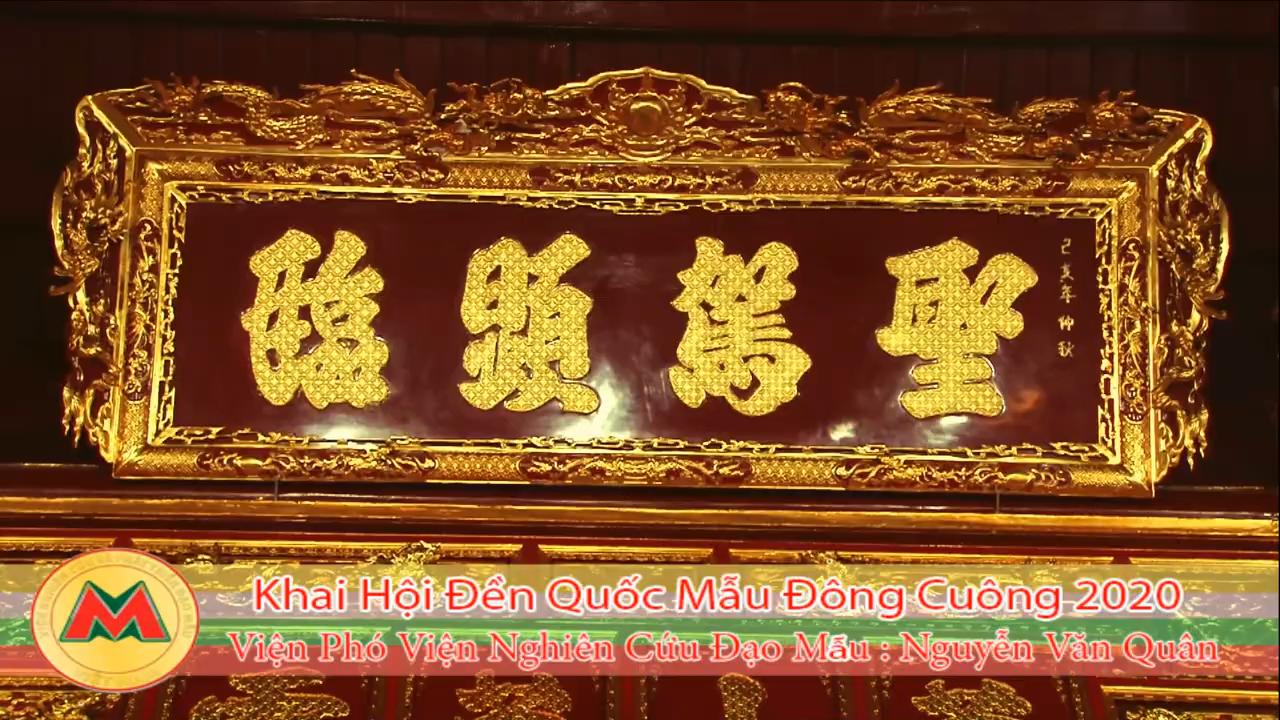 己亥年仲秋
聖駕顕臨
Khai Hội Đền Quốc Mẫu Đông Cuông 2020
Viện Phó Viện Nghiên Cứu Đạo Mẫu : Nguyễn Văn Quân